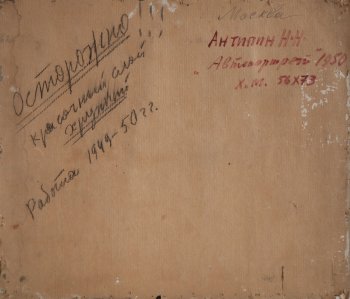 Осторожно!!!
красочный слой
хрупкий
Работа 1949-50 гг.
Москва
Антипин Н.Н.
"Автопортрет" 1950
х.м. 56х73